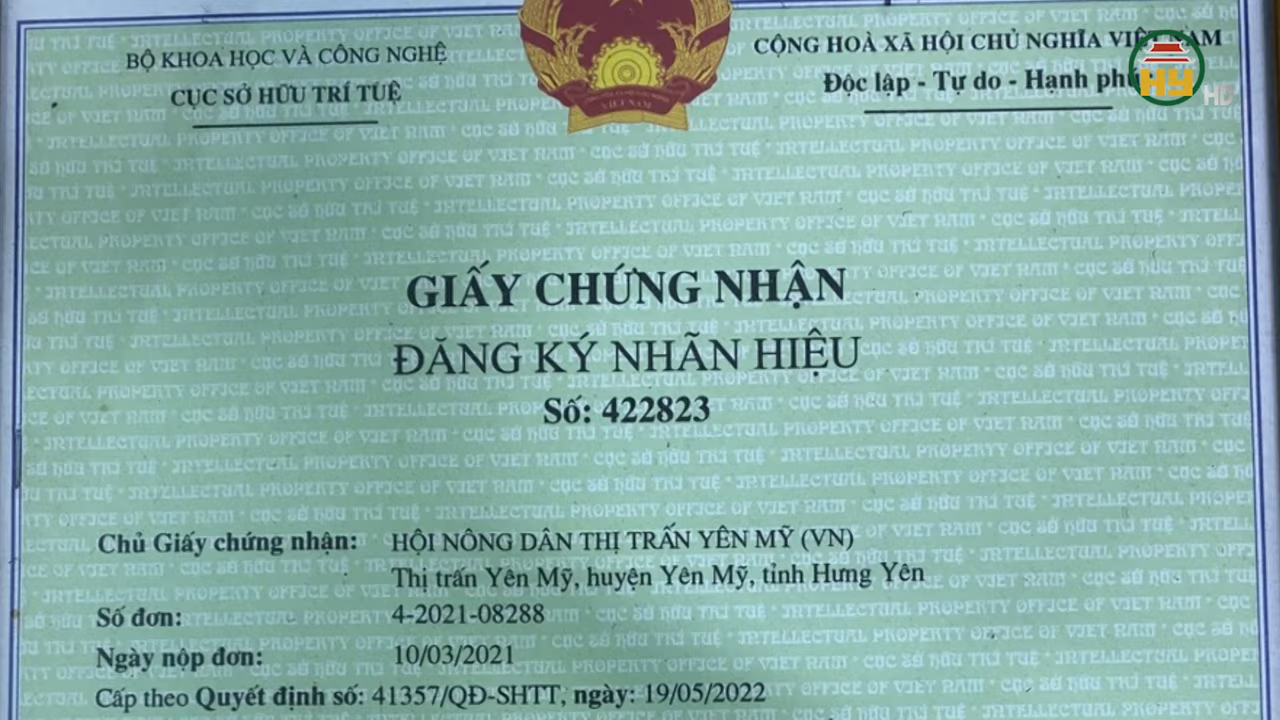 BỘ KHOA HỌC VÀ CÔNG NGHỆ
CỤC SỞ HỮU TRÍ TUỆ
CỘNG HOÀ XÃ HỘI CHỦ NGHĨA VIỆT NAM
Độc lập - Tự do - Hạnh phú
HY HD
VIỆT NAM
GIẤY CHỨNG NHẬN
ĐĂNG KÝ NHÃN HIỆU
Số: 422823
Chủ Giấy chứng nhận: HỘI NÔNG DÂN THỊ TRẤN YÊN MỸ (VN)
Thị trấn Yên Mỹ, huyện Yên Mỹ, tỉnh Hưng Yên
Số đơn: 4-2021-08288
Ngày nộp đơn: 10/03/2021
Cấp theo Quyết định số: 41357/QĐ-SHTT, ngày: 19/05/2022